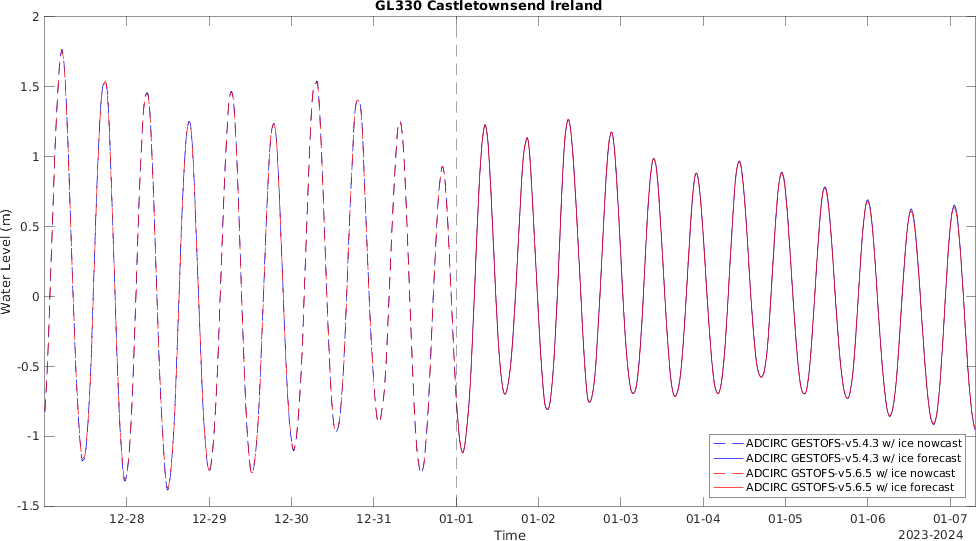 GL330 Castletownsend Ireland
2
1.5
1
0.5
0
-0.5
-1
-1.5
Water Level (m)
12-28
12-29
12-30
12-31
01-01
01-02
01-03
01-04
01-05
01-06
01-07
Time
2023-2024
ADCIRC GESTOFS-v5.4.3 w/ ice nowcast
ADCIRC GESTOFS-v5.4.3 w/ ice forecast
ADCIRC GSTOFS-v5.6.5 w/ ice nowcast
ADCIRC GSTOFS-v5.6.5 w/ ice forecast